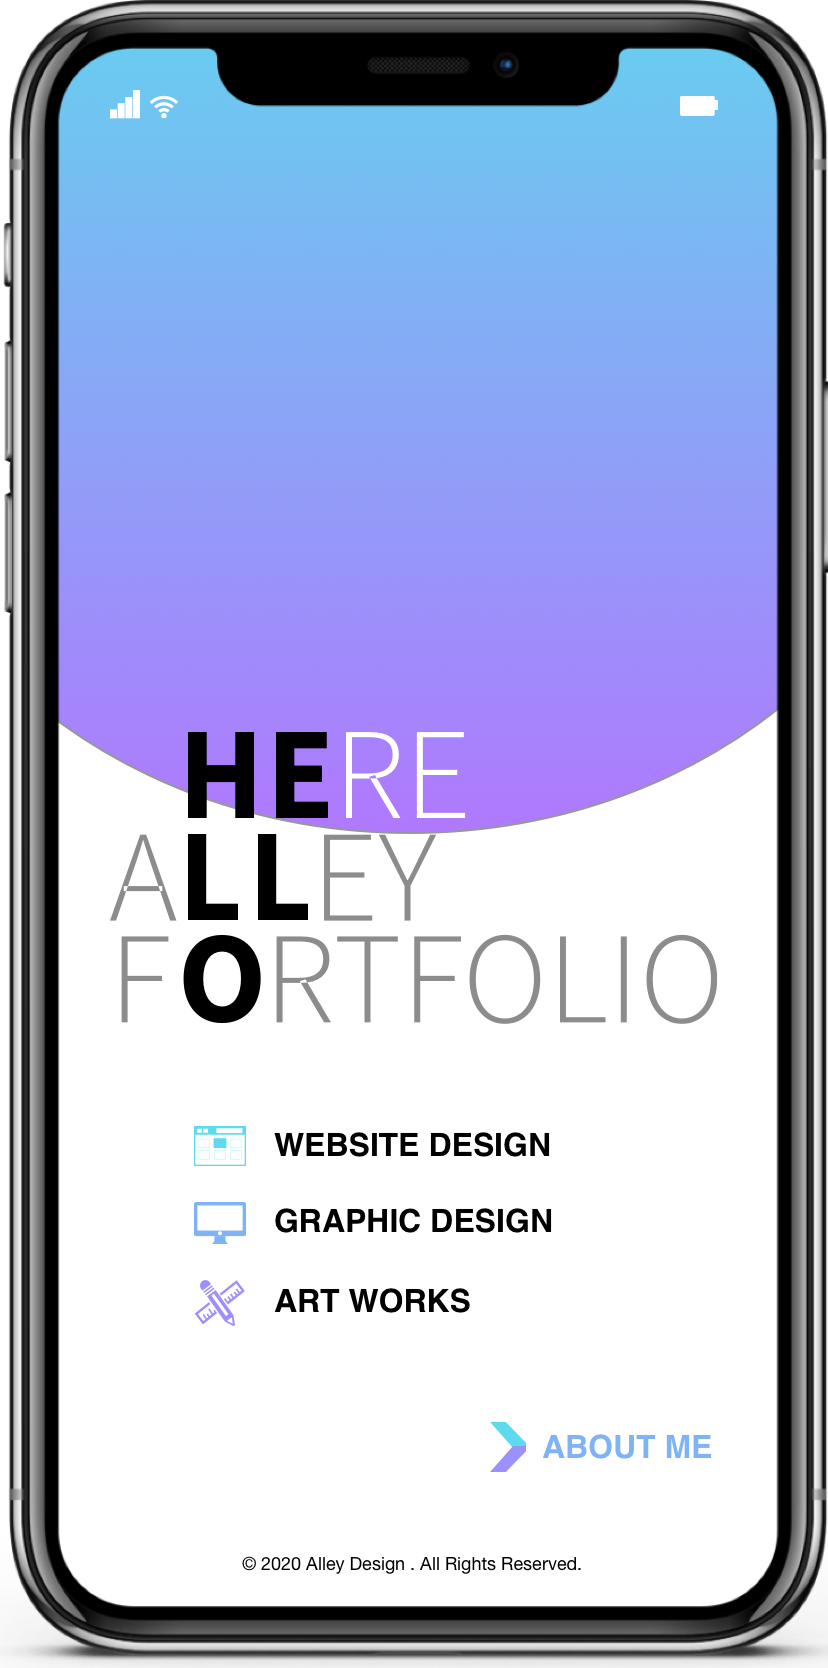 HERE
ALLEY
FORTFOLIO
WEBSITE DESIGN
GRAPHIC DESIGN
ART WORKS
ABOUT ME
© 2020 Alley Design . All Rights Reserved.